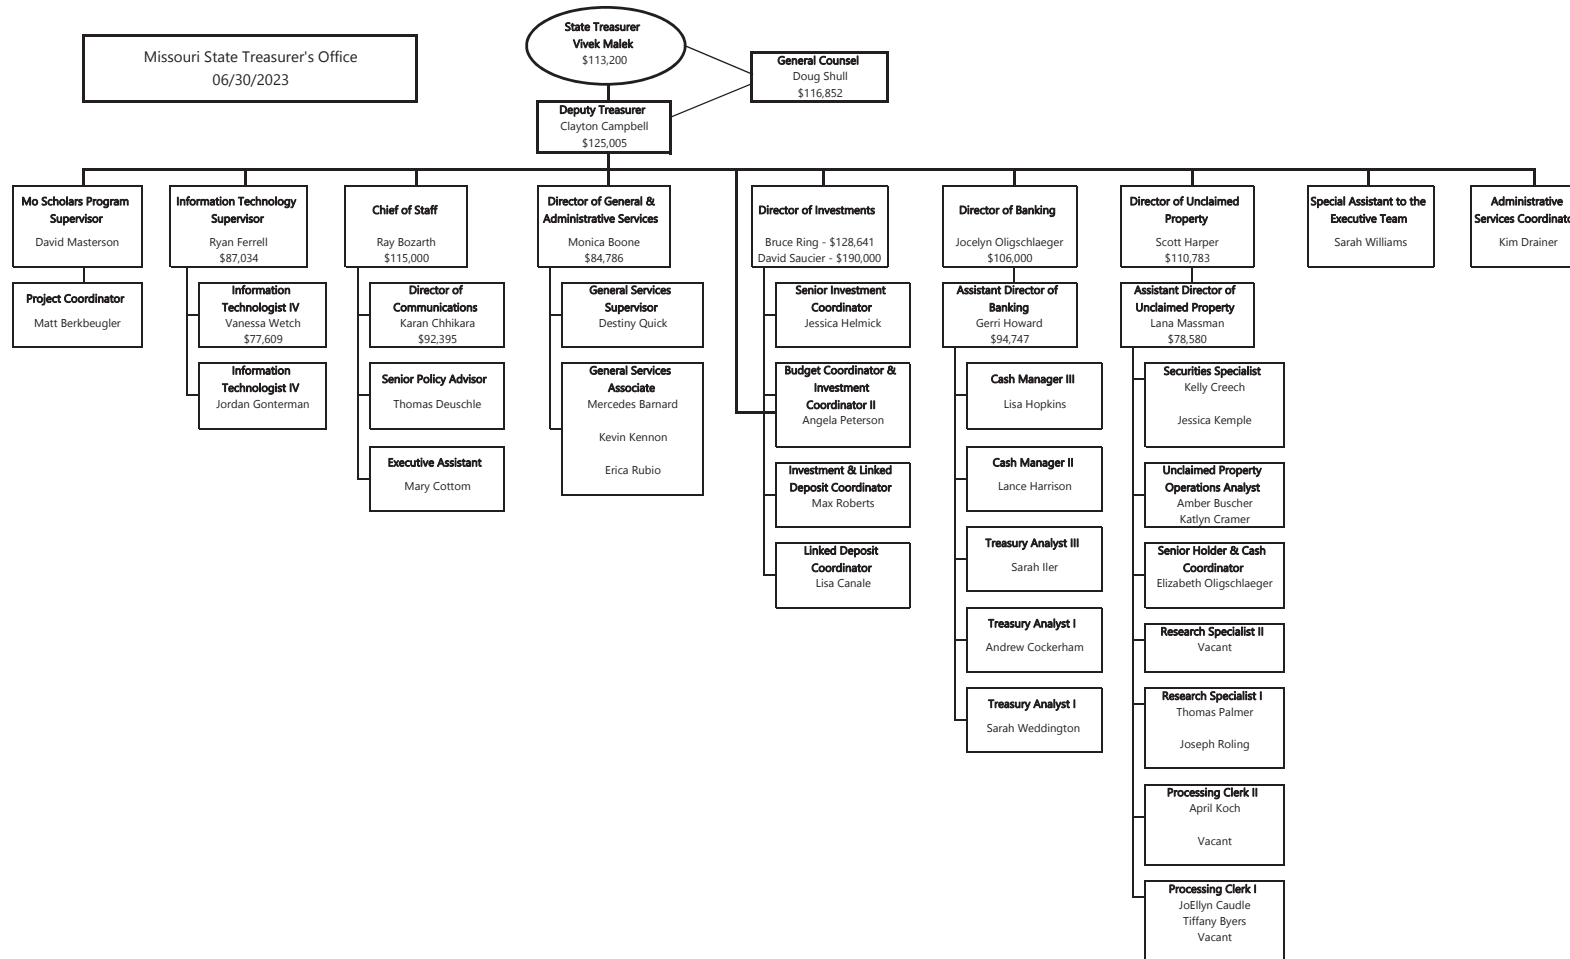 Missouri State Treasurer's Office
06/30/2023
State Treasurer
Vivek Malek
$113,200
General Counsel
Doug Shull
$116,852
Deputy Treasurer
Clayton Campbell
$125,005
Mo Scholars Program
Supervisor
David Masterson
Information Technology
Supervisor
Ryan Ferrell
$87,034
Chief of Staff
Ray Bozarth
$115,000
Director of General &
Administrative Services
Monica Boone
$84,786
Director of Investments
Bruce Ring - $128,641
David Saucier - $190,000
Director of Banking
Jocelyn Oligschlaeger
$106,000
Director of Unclaimed
Property
Scott Harper
$110,783
Special Assistant to the
Executive Team
Sarah Williams
Administrative
Services Coordinato
Kim Drainer
Project Coordinator
Matt Berkbeugler
Information
Technologist IV
Vanessa Wetch
$77,609
Information
Technologist IV
Jordan Gonterman
Director of
Communications
Karan Chhikara
$92,395
Senior Policy Advisor
Thomas Deuschle
Executive Assistant
Mary Cottom
General Services
Supervisor
Destiny Quick
General Services
Associate
Mercedes Barnard
Kevin Kennon
Erica Rubio
Senior Investment
Coordinator
Jessica Helmick
Budget Coordinator &
Investment
Coordinator II
Angela Peterson
Investment & Linked
Deposit Coordinator
Max Roberts
Linked Deposit
Coordinator
Lisa Canale
Assistant Director of
Banking
Gerri Howard
$94,747
Cash Manager III
Lisa Hopkins
Cash Manager II
Lance Harrison
Treasury Analyst III
Sarah Iler
Treasury Analyst I
Andrew Cockerham
Treasury Analyst I
Sarah Weddington
Assistant Director of
Unclaimed Property
Lana Massman
$78,580
Securities Specialist
Kelly Creech
Jessica Kemple
Unclaimed Property
Operations Analyst
Amber Buscher
Katlyn Cramer
Senior Holder & Cash
Coordinator
Elizabeth Oligschlaeger
Research Specialist II
Vacant
Research Specialist I
Thomas Palmer
Joseph Roling
Processing Clerk II
April Koch
Vacant
Processing Clerk I
JoEllyn Caudle
Tiffany Byers
Vacant